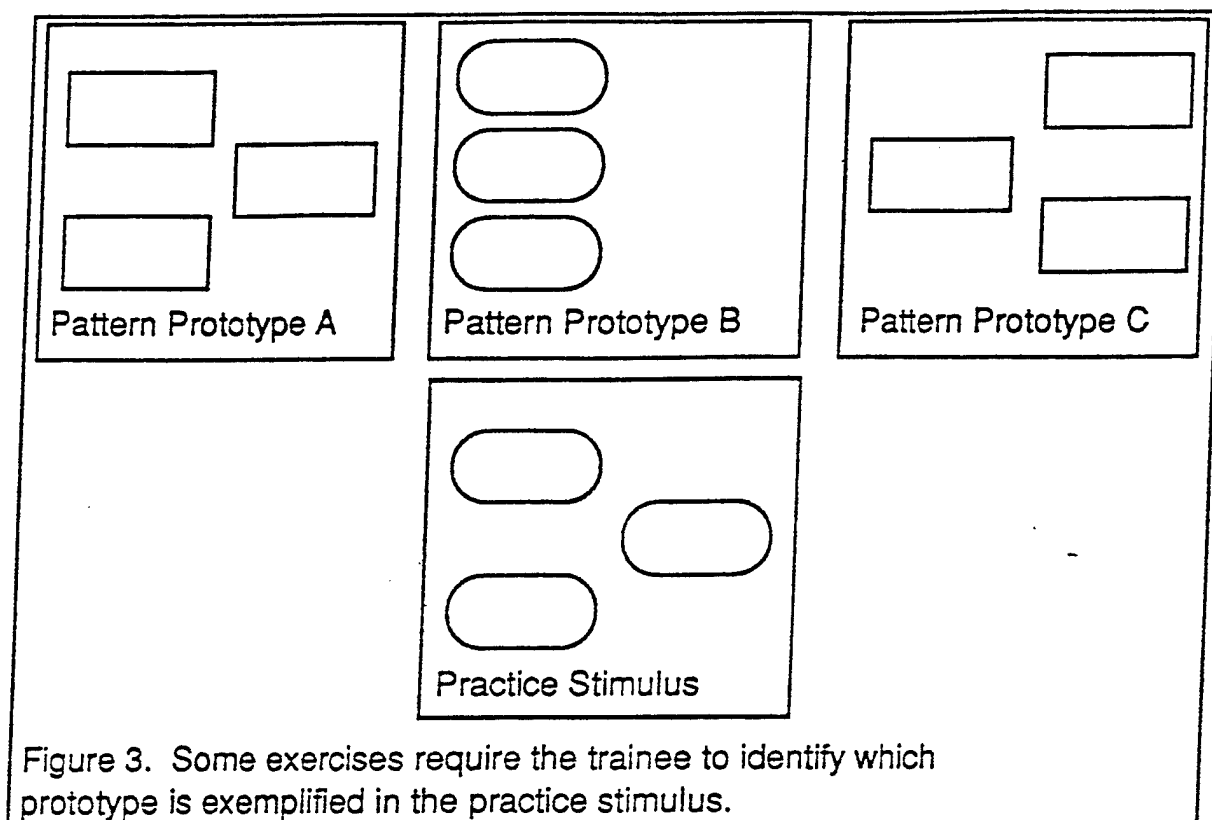 Pattern Prototype A
Pattern Prototype B
Pattern Prototype C
Practice Stimulus
Figure 3. Some exercises require the trainee to identify which
prototype is exemplified in the practice stimulus.